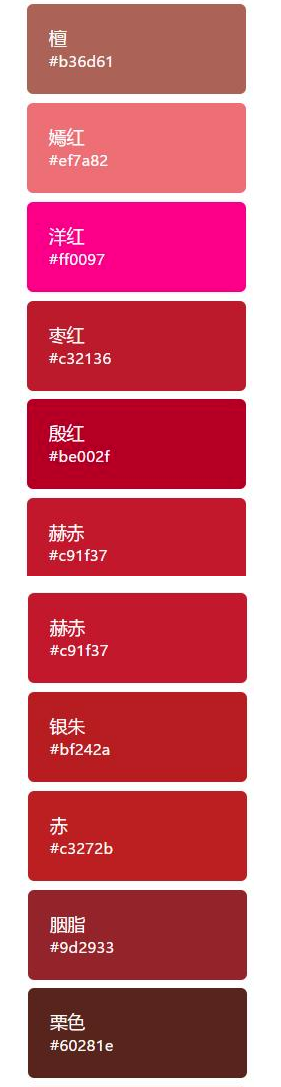 檀
#b36d61
嫣红
#ef7a82
洋红
#ff0097
枣红
#c32136
殷红
#be002f
赫赤
#c91f37
赫赤
#c91f37
银朱
#bf242a
赤
#c3272b
胭脂
#9d2933
栗色
#60281e